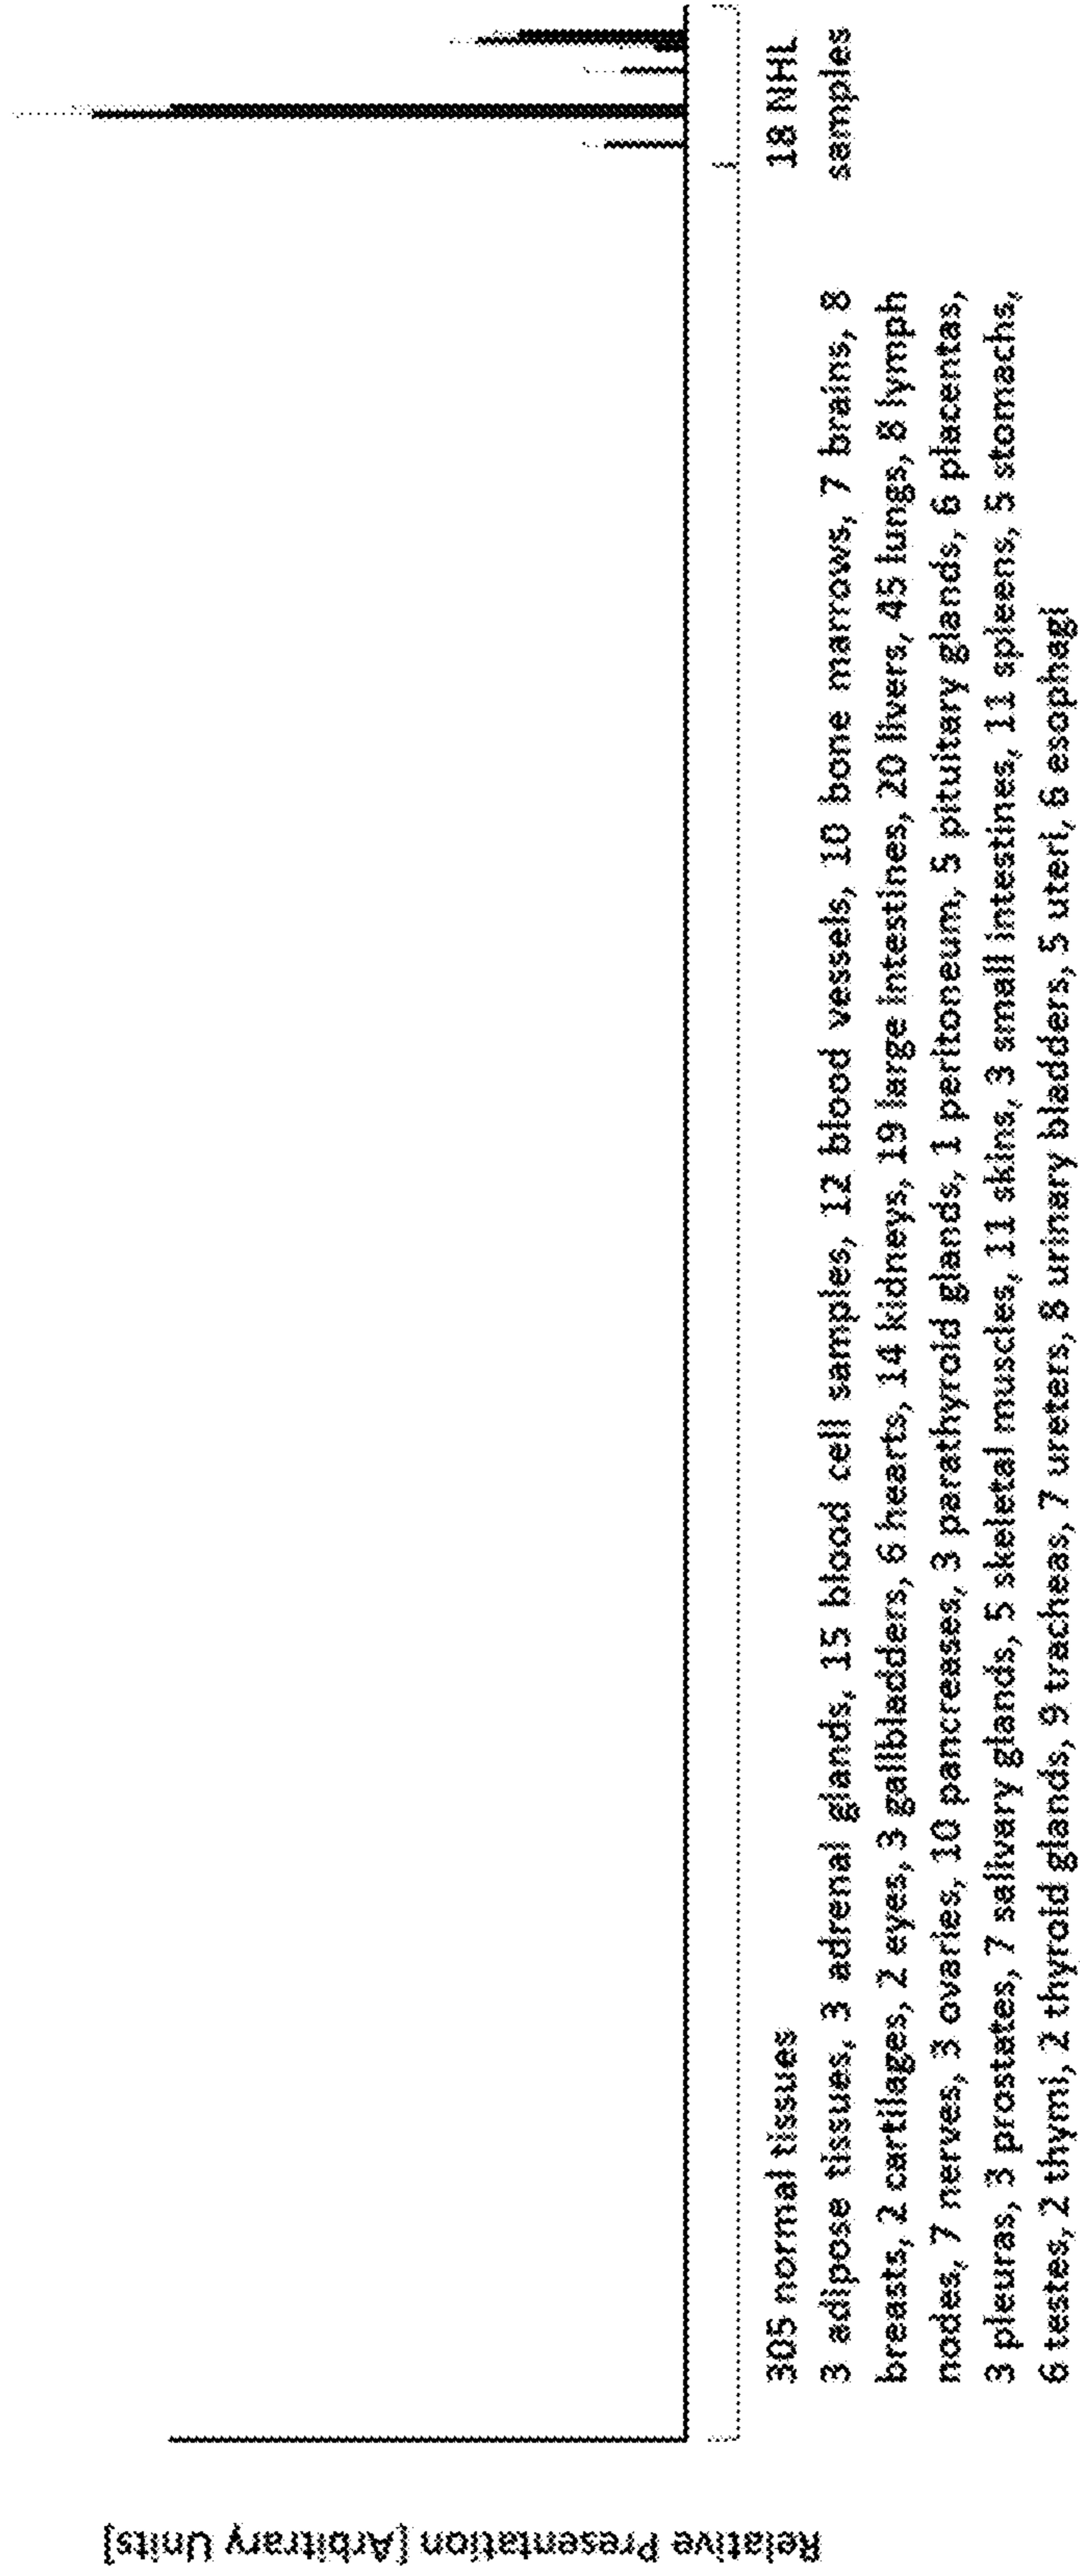 Relative Presentation [Arbitrary Units]
305 normal tissues
18 NHL
samples
3 adipose tissues, 3 adrenal glands, 15 blood cell samples, 12 blood vessels, 10 bone marrows, 7 brains, 8
breasts, 2 cartilages, 2 eyes, 3 gallbladders, 6 hearts, 14 kidneys, 19 large intestines, 20 livers, 45 lungs, 8 lymph
nodes, 7 nerves, 3 ovaries, 10 pancreases, 3 parathyroid glands, 1 peritoneum, 5 pituitary glands, 6 placentas,
3 pleuras, 3 prostates, 7 salivary glands, 5 skeletal muscles, 11 skins, 3 small intestines, 11 spleens, 5 stomachs,
6 testes, 2 thymi, 2 thyroid glands, 9 tracheas, 7 ureters, 8 urinary bladders, 5 uteri, 6 esophagi